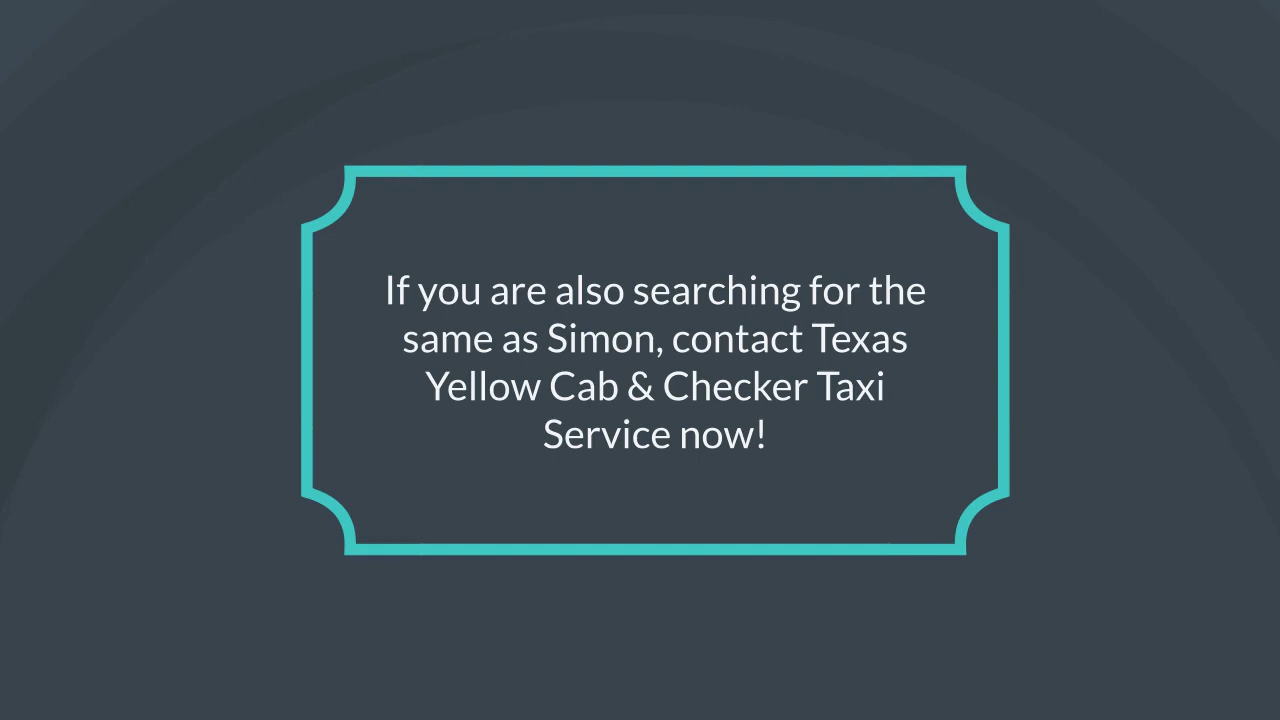 If you are also searching for the
same as Simon, contact Texas
Yellow Cab & Checker Taxi
Service now!